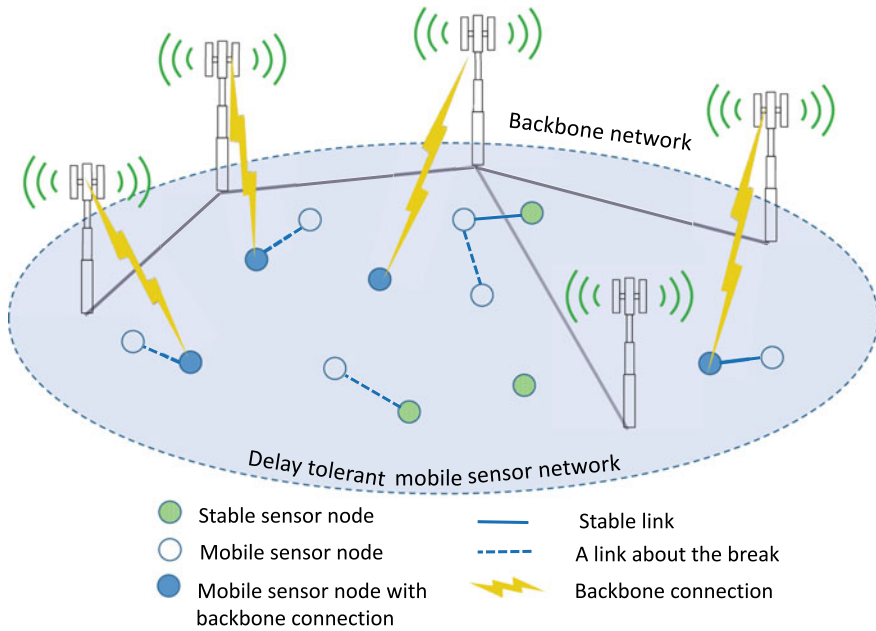 Backbone network
Delay tolerant mobile sensor network
Stable sensor node
Mobile sensor node
Mobile sensor node with
backbone connection
Stable link
A link about the break
Backbone connection